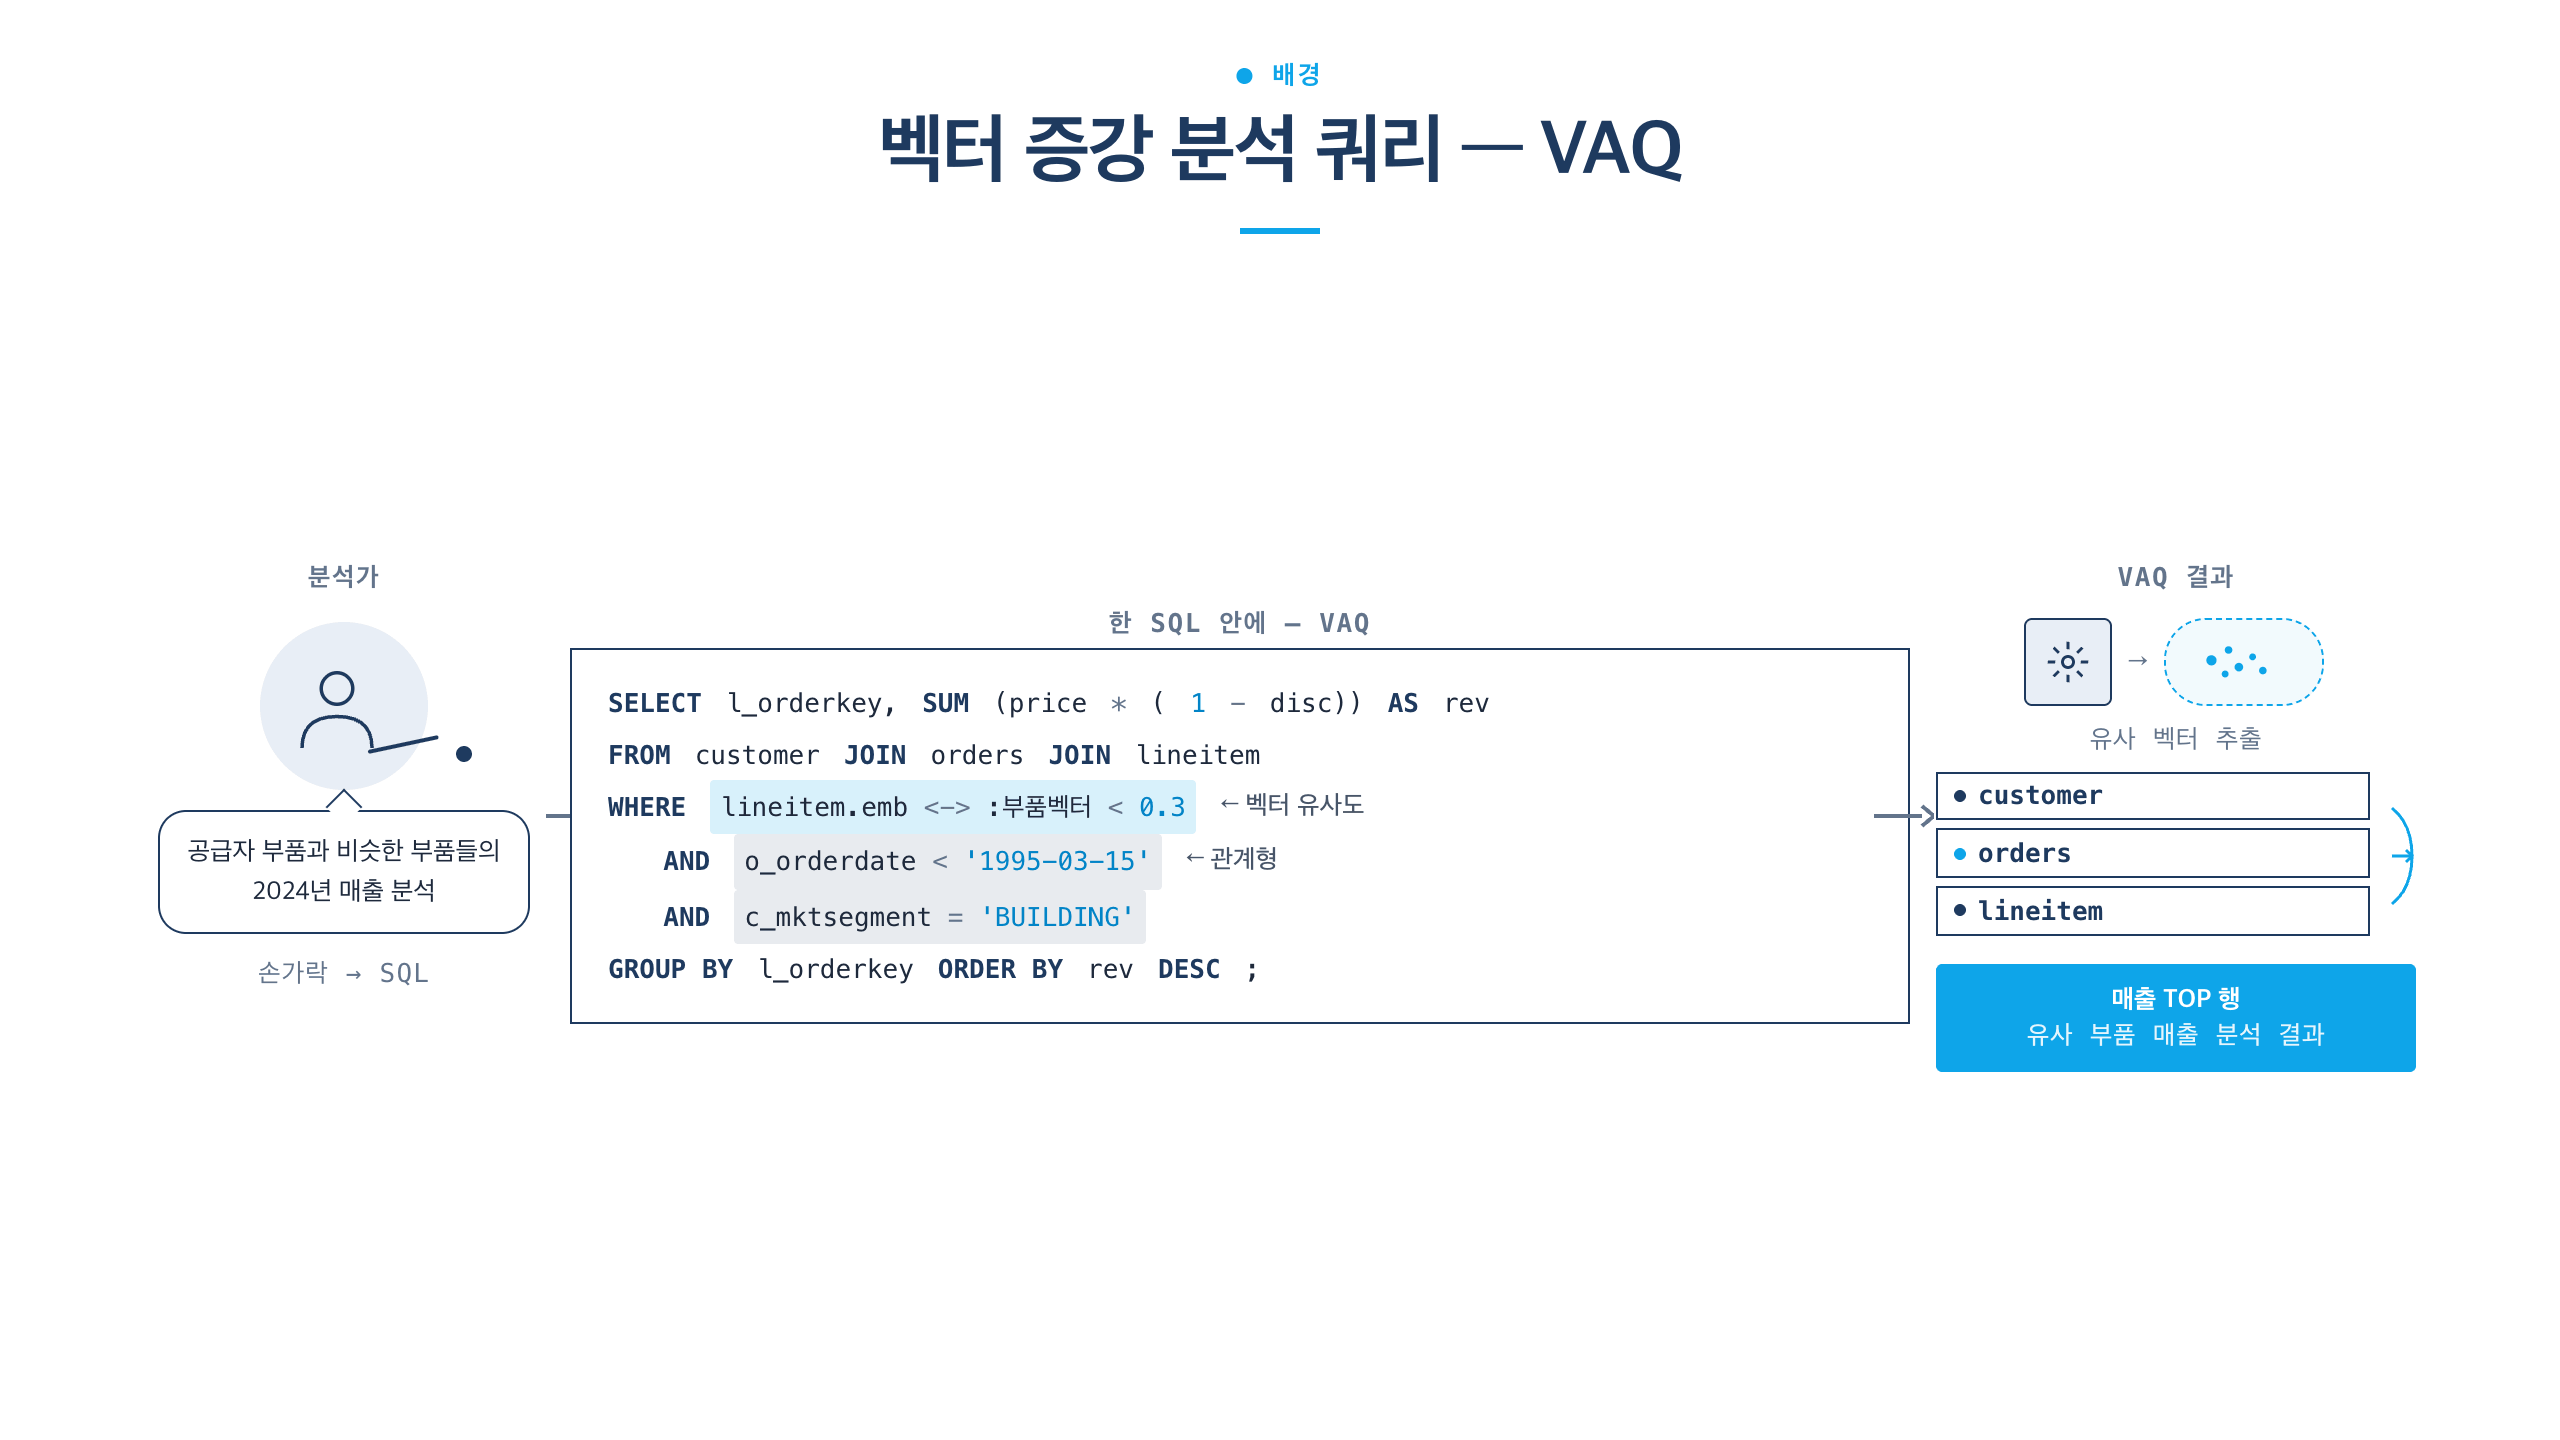 ● 배경
벡터 증강 분석 쿼리 — VAQ
분석가
공급자 부품과 비슷한 부품들의
2024년 매출 분석
손가락 → SQL
한 SQL 안에 — VAQ
SELECT l_orderkey, SUM (price * ( 1 - disc)) AS rev
FROM customer JOIN orders JOIN lineitem
WHERE lineitem.emb <-> :부품벡터 < 0.3 ← 벡터 유사도
AND o_orderdate < '1995-03-15' ← 관계형
AND c_mktsegment = 'BUILDING'
GROUP BY l_orderkey ORDER BY rev DESC ;
VAQ 결과
→
유사 벡터 추출
customer
orders
lineitem
매출 TOP 행
유사 부품 매출 분석 결과